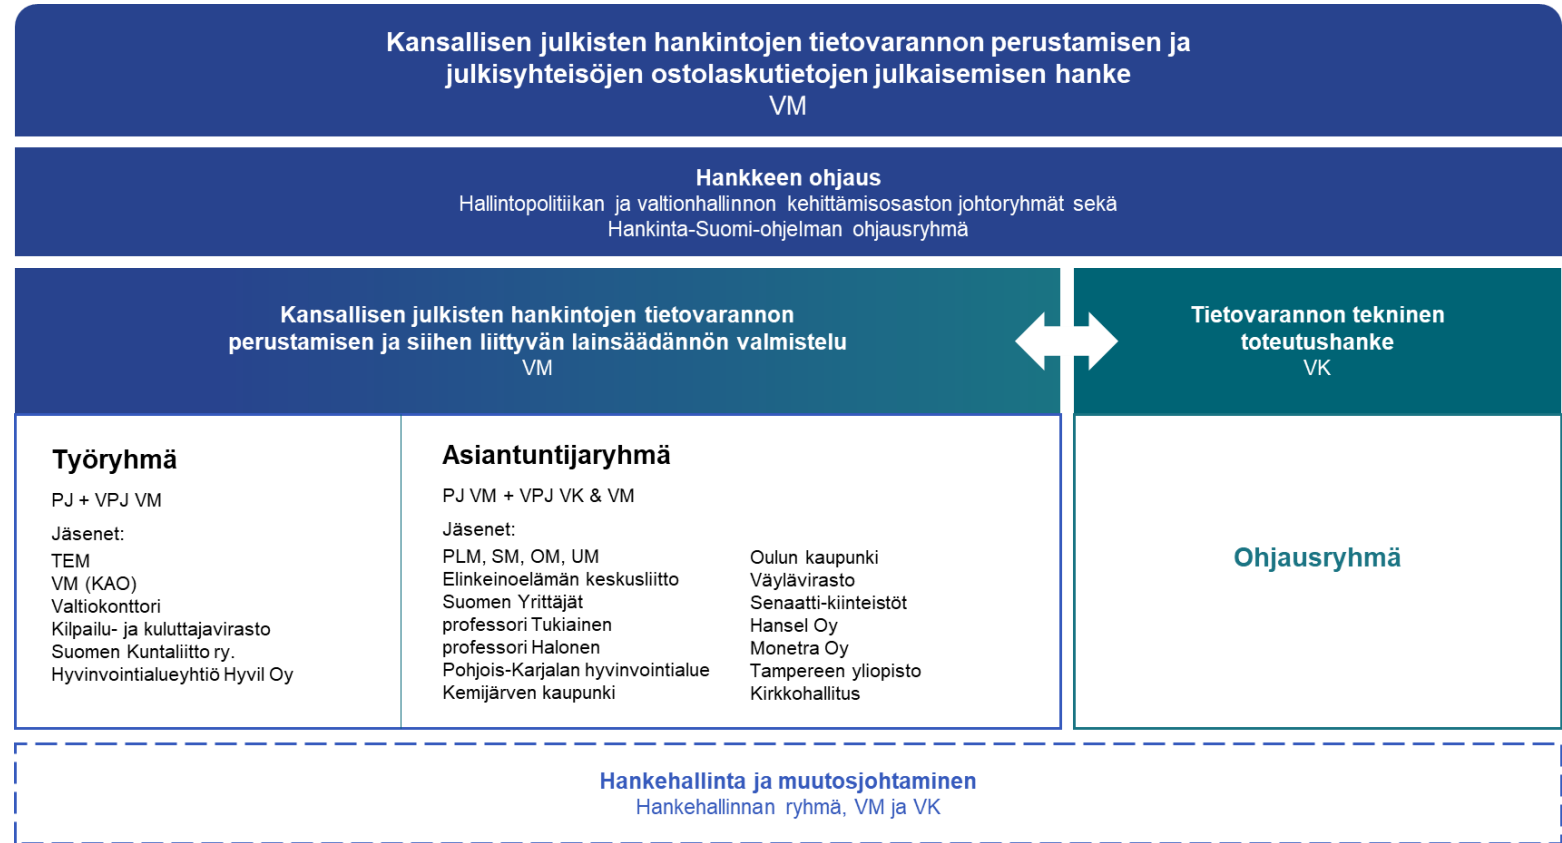 Kansallisen julkisten hankintojen tietovarannon perustamisen ja
julkisyhteisöjen ostolaskutietojen julkaisemisen hanke
VM
Hankkeen ohjaus
Hallintopolitiikan ja valtionhallinnon kehittämisosaston johtoryhmät sekä
Hankinta-Suomi-ohjelman ohjausryhmä
Kansallisen julkisten hankintojen tietovarannon
perustamisen ja siihen liittyvän lainsäädännön valmistelu
VM
Tietovarannon tekninen
toteutushanke
VK
Työryhmä
PJ + VPJ VM
Jäsenet:
TEM
VM (KAO)
Valtiokonttori
Kilpailu- ja kuluttajavirasto
Suomen Kuntaliitto ry.
Hyvinvointialueyhtiö Hyvil Oy
Asiantuntijaryhmä
PJ VM + VPJ VK & VM
Jäsenet:
PLM, SM, OM, UM
Elinkeinoelämän keskusliitto
Suomen Yrittäjät
professori Tukiainen
professori Halonen
Pohjois-Karjalan hyvinvointialue
Kemijärven kaupunki
Oulun kaupunki
Väylävirasto
Senaatti-kiinteistöt
Hansel Oy
Monetra Oy
Tampereen yliopisto
Kirkkohallitus
Ohjausryhmä
Hankehallinta ja muutosjohtaminen
Hankehallinnan ryhmä, VM ja VK